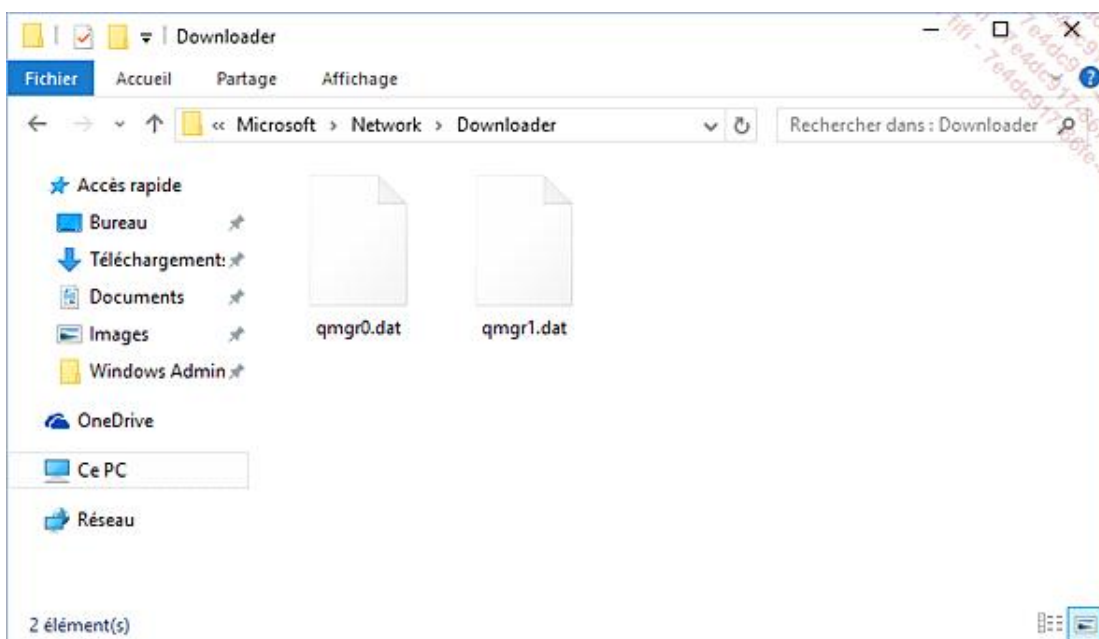 Downloader
Fichier Accueil Partage Affichage
« Microsoft > Network > Downloader
Rechercher dans : Downloader
Accès rapide
Bureau
Téléchargement:
Documents
Images
Windows Admin
OneDrive
Ce PC
Réseau
qmgr0.dat
qmgr1.dat
2 élément(s)